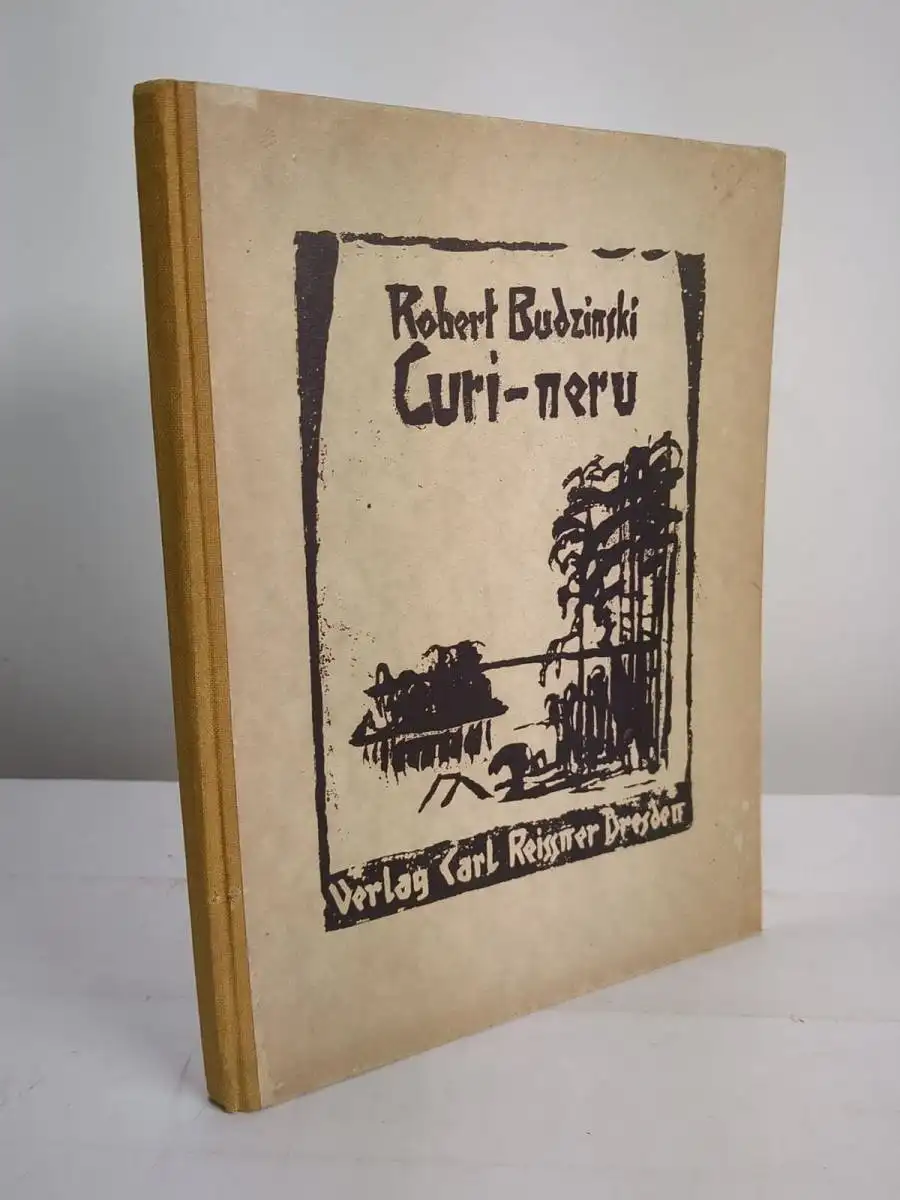 Robert Budzinski
Curi-neru
Verlag Carl Reissner Dresden